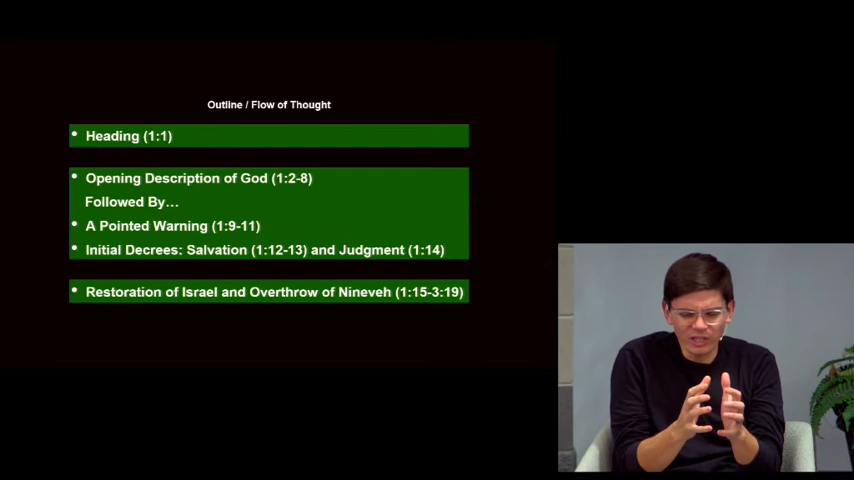 Outline / Flow of Thought
• Heading (1:1)
• Opening Description of God (1:2-8)
Followed By…
• A Pointed Warning (1:9-11)
• Initial Decrees: Salvation (1:12-13) and Judgment (1:14)
• Restoration of Israel and Overthrow of Nineveh (1:15-3:19)